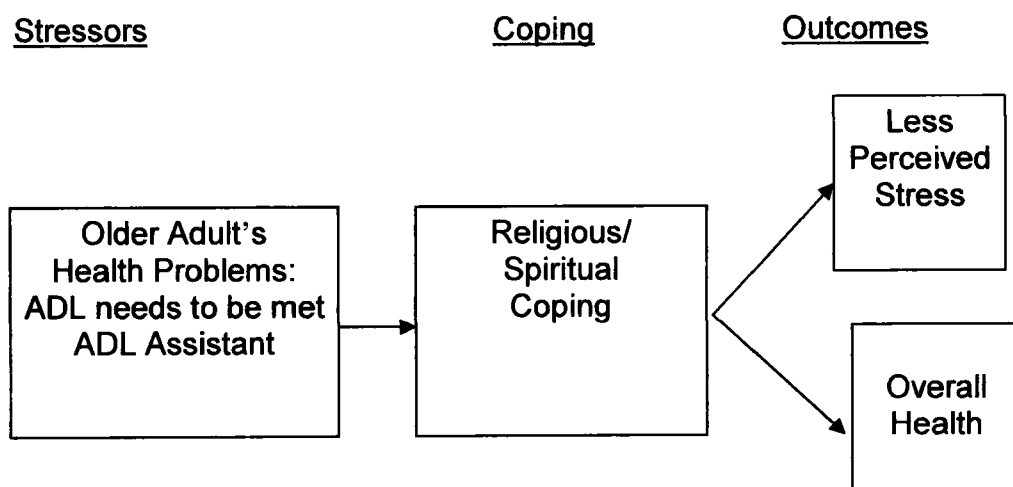 Stressors
Coping
Outcomes
Older Adult's
Health Problems:
ADL needs to be met
ADL Assistant
Religious/
Spiritual
Coping
Less
Perceived
Stress
Overall
Health